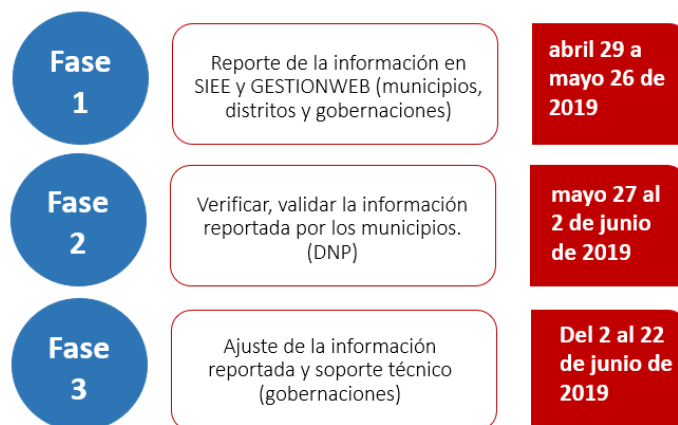 Fase
1
Reporte de la información en
SIEE y GESTIONWEB (municipios,
distritos y gobernaciones)
abril 29 a
mayo 26 de
2019
Fase
2
Verificar, validar la información
reportada por los municipios.
(DNP)
mayo 27 al
2 de junio
de 2019
Fase
3
Ajuste de la información
reportada y soporte técnico
(gobernaciones)
Del 2 al 22
de junio de
2019